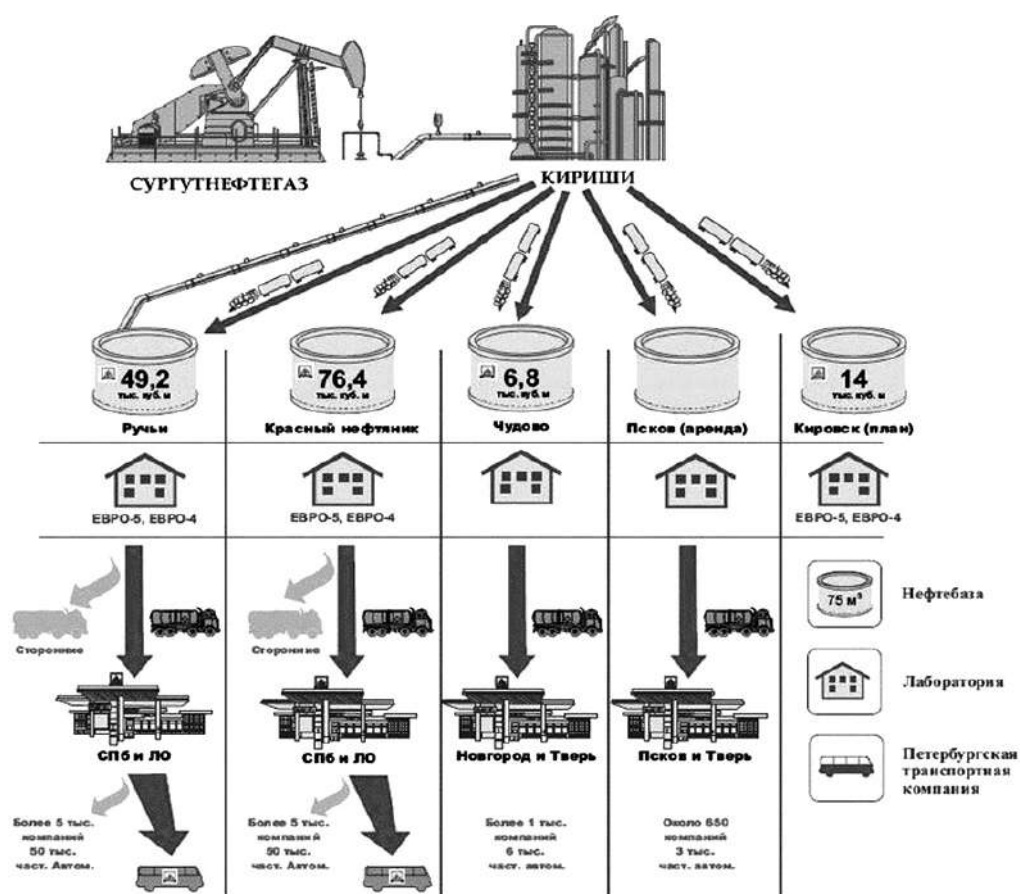 СУРГУТНЕФТЕГАЗ
КИРИШИ
49,2
тыс. куб. м
76,4
тыс. куб. м
6,8
тыс. куб. м
14
тыс. куб. м
Ручьи
Красный нефтяник
Чудово
Псков (аренда)
Кировск (план)
ЕВРО-5, ЕВРО-4
ЕВРО-5, ЕВРО-4
ЕВРО-5, ЕВРО-4
75 м³
Нефтебаза
Сторонние
Сторонние
Лаборатория
СПб и ЛО
СПб и ЛО
Новгород и Тверь
Псков и Тверь
Петербургская
транспортная
компания
Более 5 тыс.
компаний
50 тыс.
част. Автом.
Более 5 тыс.
компаний
50 тыс.
част. Автом.
Более 1 тыс.
компаний
6 тыс.
част. автом.
Около 650
компаний
3 тыс.
част. автом.